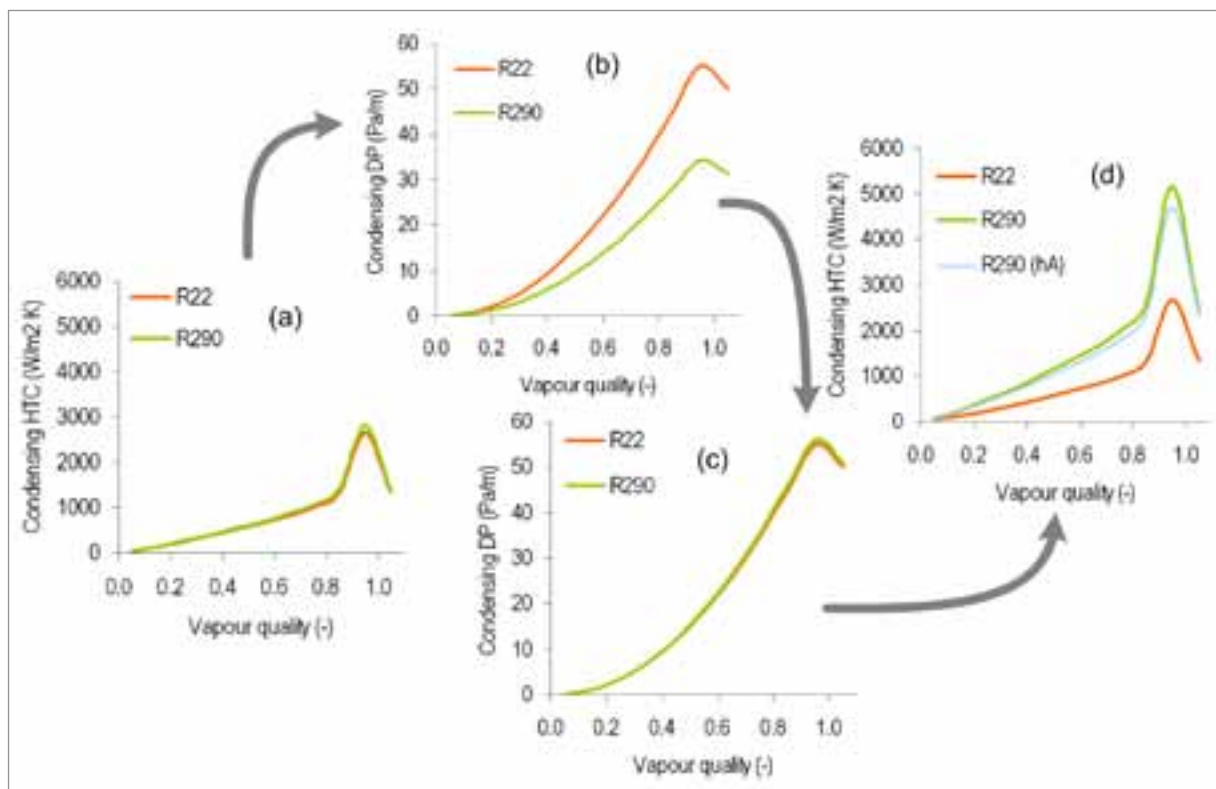 (a)
R22
R290
Condensing HTC (W/m2 K)
6000
5000
4000
3000
2000
1000
0
0.0 0.2 0.4 0.6 0.8 1.0
Vapour quality (-)
(b)
R22
R290
Condensing DP (Pa/m)
60
50
40
30
20
10
0
0.0 0.2 0.4 0.6 0.8 1.0
Vapour quality (-)
(c)
R22
R290
Condensing DP (Pa/m)
60
50
40
30
20
10
0
0.0 0.2 0.4 0.6 0.8 1.0
Vapour quality (-)
(d)
R22
R290
R290 (hA)
Condensing HTC (W/m2 K)
6000
5000
4000
3000
2000
1000
0
0.0 0.2 0.4 0.6 0.8 1.0
Vapour quality (-)